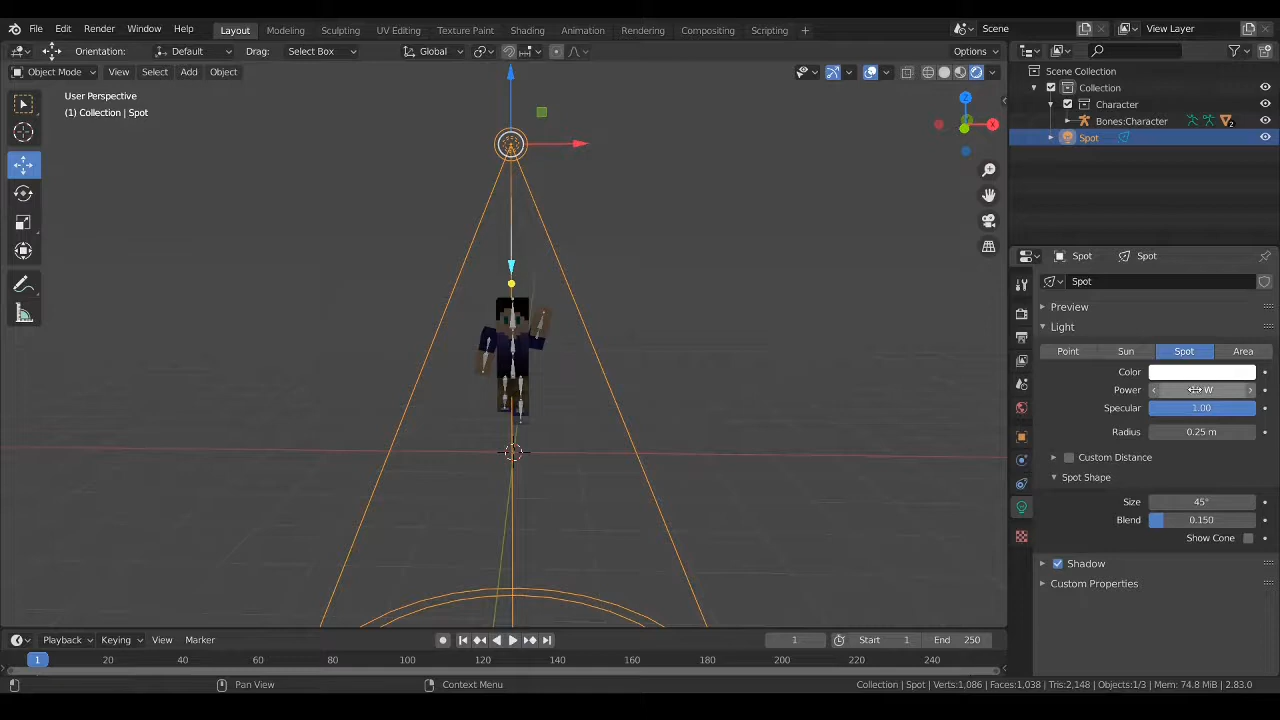 File Edit Render Window Help Layout Modeling Sculpting UV Editing Texture Paint Shading Animation Rendering Compositing Scripting + Scene View Layer
Orientation: Default Drag: Select Box Global Options
Object Mode View Select Add Object
Scene Collection
User Perspective
(1) Collection | Spot
Collection
Character
Bones:Character 2
Spot
Z
X
Spot Spot
Spot
Preview
Light
Point Sun Spot Area
Color
Power W
Specular 1.00
Radius 0.25 m
Custom Distance
Spot Shape
Size 45°
Blend 0.150
Show Cone
Shadow
Custom Properties
Playback Keying View Marker 1 Start 1 End 250
1 20 40 60 80 100 120 140 160 180 200 220 240
Pan View Context Menu Collection | Spot | Verts:1,086 | Faces:1,038 | Tris:2,148 | Objects:1/3 | Mem: 74.8 MiB | 2.83.0